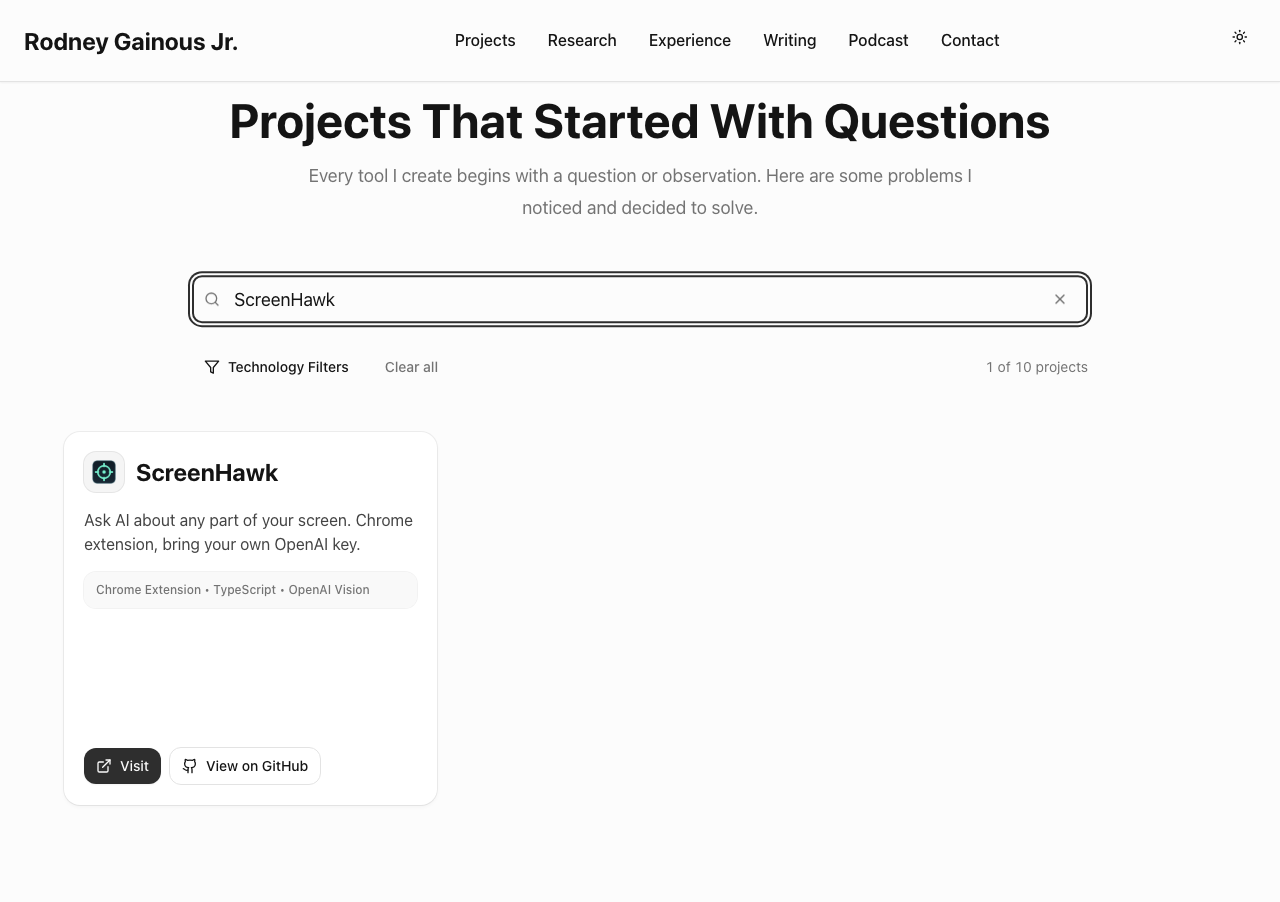 Rodney Gainous Jr.
Projects Research Experience Writing Podcast Contact
Projects That Started With Questions
Every tool I create begins with a question or observation. Here are some problems I
noticed and decided to solve.
ScreenHawk
Technology Filters Clear all 1 of 10 projects
ScreenHawk
Ask AI about any part of your screen. Chrome
extension, bring your own OpenAI key.
Chrome Extension • TypeScript • OpenAI Vision
Visit View on GitHub